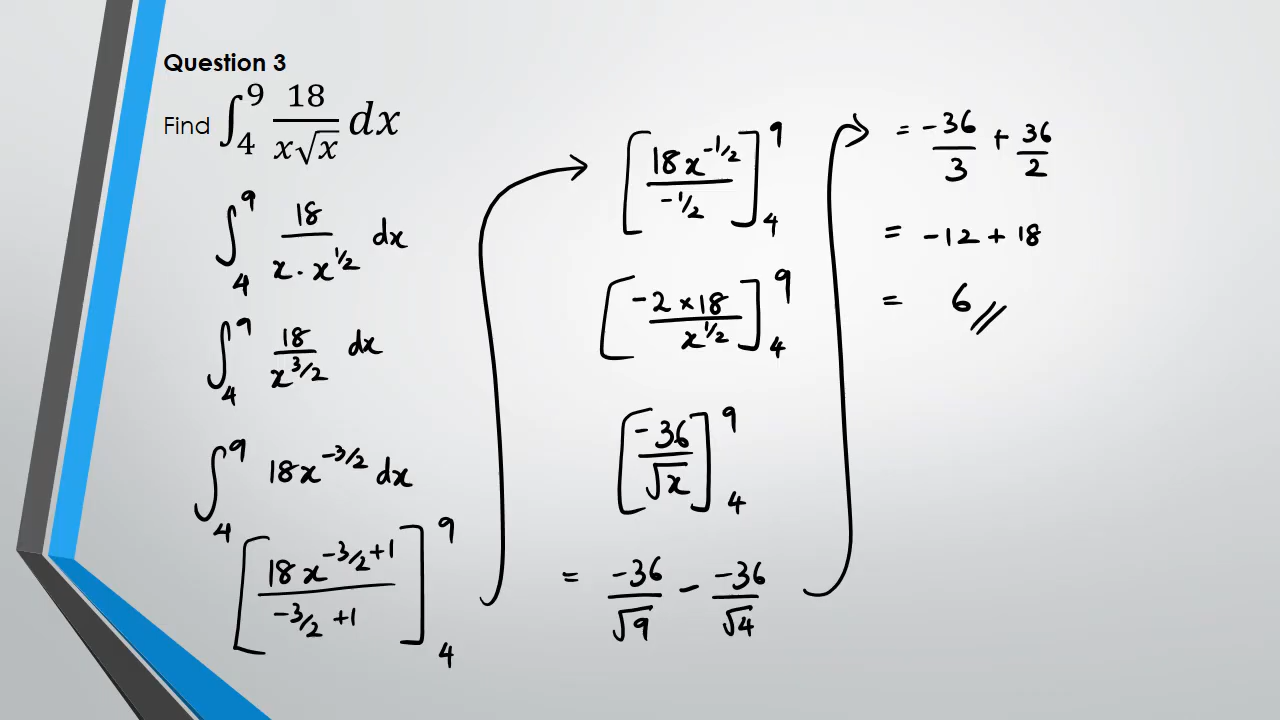 Question 3
Find ∫₄⁹ 18/(x√x) dx
∫₄⁹ 18/(x · x^(1/2)) dx
∫₄⁹ 18/x^(3/2) dx
∫₄⁹ 18x^(-3/2) dx
[18x^(-3/2+1)/(-3/2+1)]₄⁹
[18x^(-1/2)/(-1/2)]₄⁹
[-2×18/x^(1/2)]₄⁹
[-36/√x]₄⁹
= -36/√9 - -36/√4
= -36/3 + 36/2
= -12 + 18
= 6